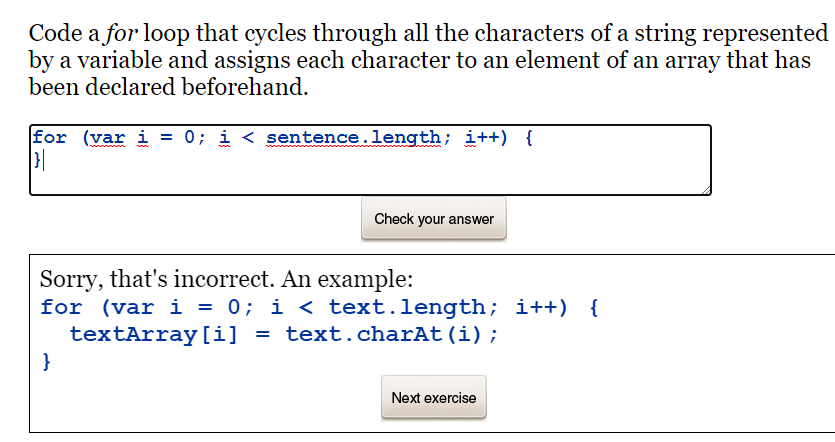 Code a for loop that cycles through all the characters of a string represented
by a variable and assigns each character to an element of an array that has
been declared beforehand.
for (var i = 0; i < sentence.length; i++) {
}
Check your answer
Sorry, that's incorrect. An example:
for (var i = 0; i < text.length; i++) {
  textArray[i] = text.charAt(i);
}
Next exercise